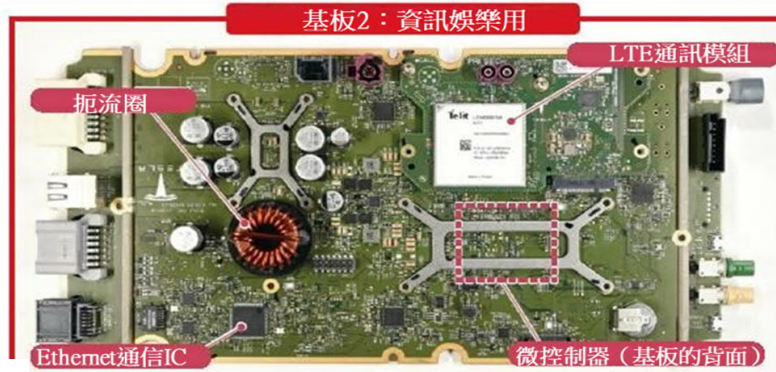 基板2：資訊娛樂用
LTE通訊模組
扼流圈
Telit
TESLA
Ethernet通信IC
微控制器（基板的背面）